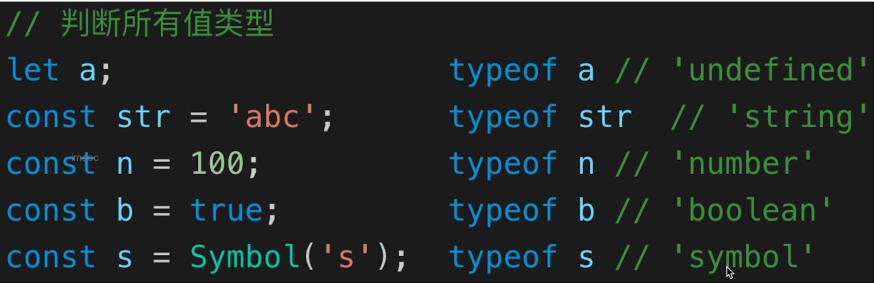 // 判断所有值类型
let a; typeof a // 'undefined'
const str = 'abc'; typeof str // 'string'
const n = 100; typeof n // 'number'
const b = true; typeof b // 'boolean'
const s = Symbol('s'); typeof s // 'symbol'
imooc